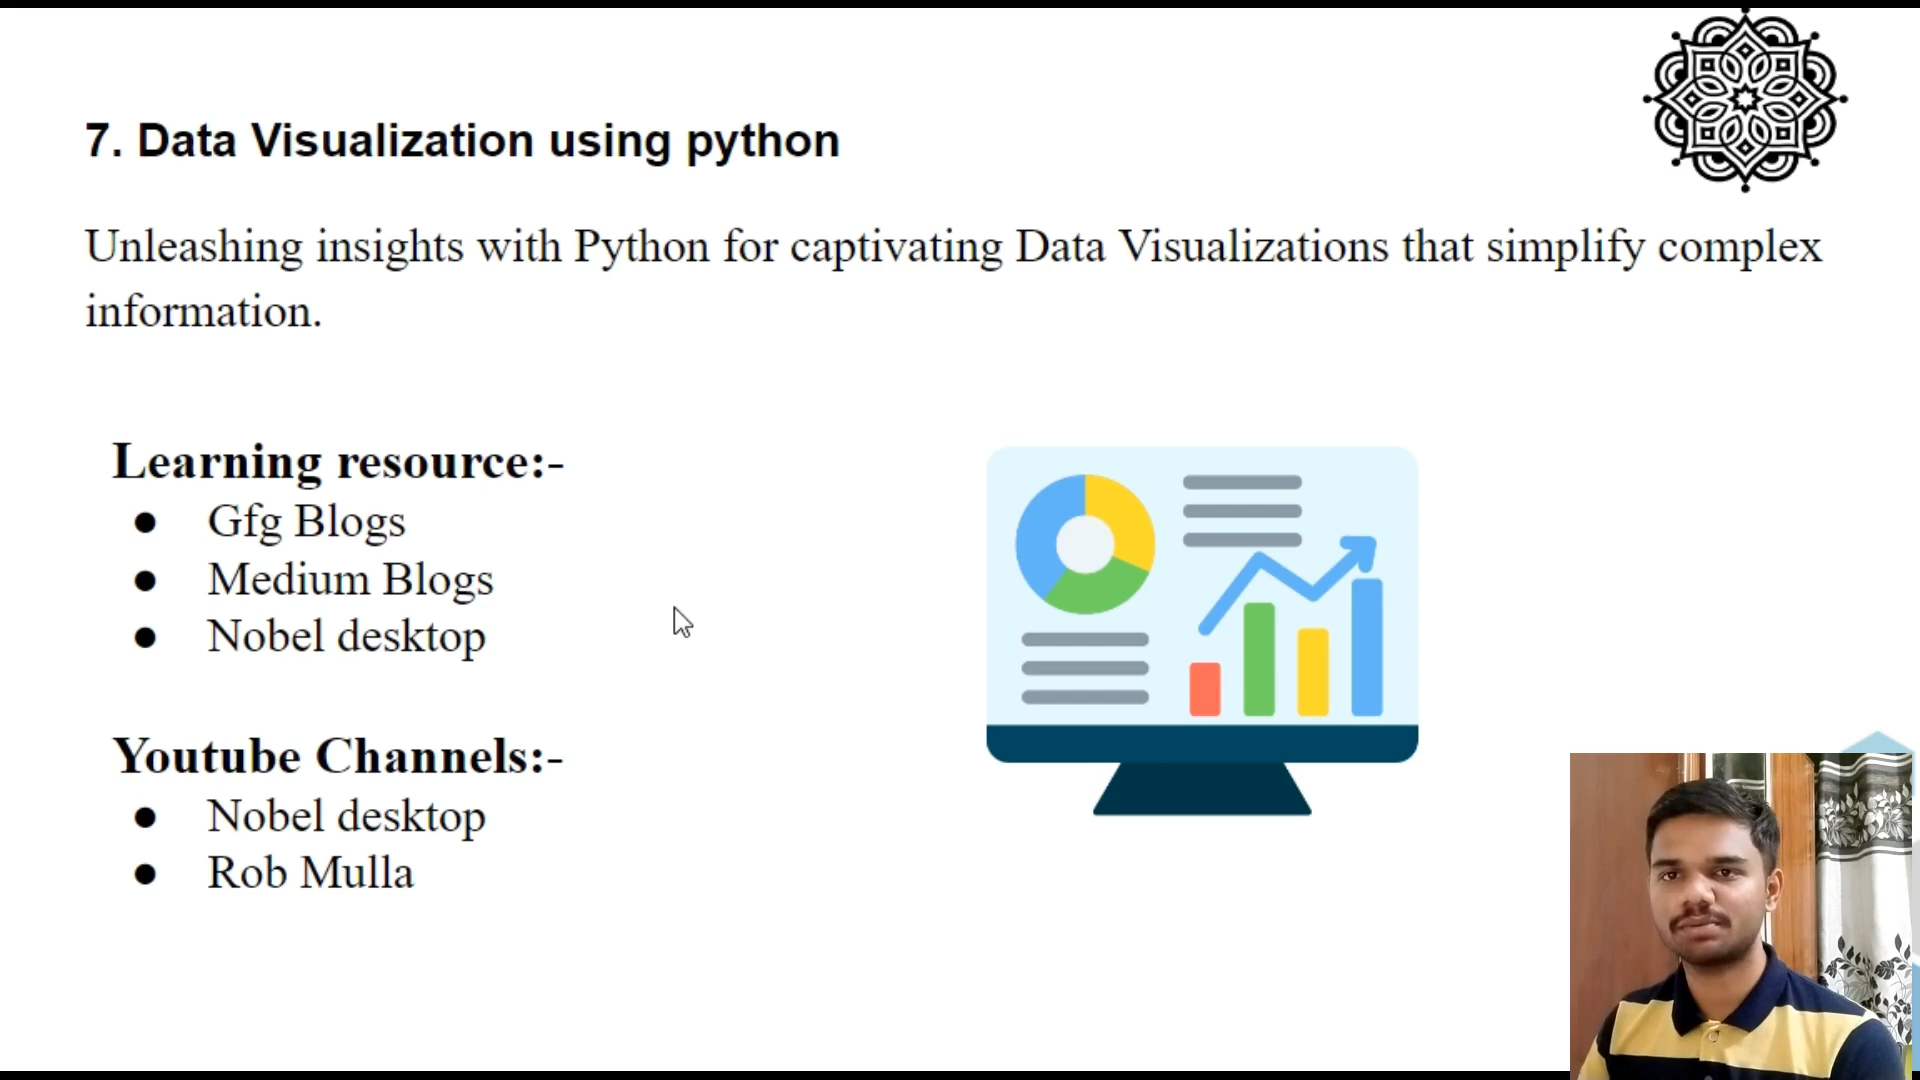 7. Data Visualization using python
Unleashing insights with Python for captivating Data Visualizations that simplify complex
information.
Learning resource:-
● Gfg Blogs
● Medium Blogs
● Nobel desktop
Youtube Channels:-
● Nobel desktop
● Rob Mulla